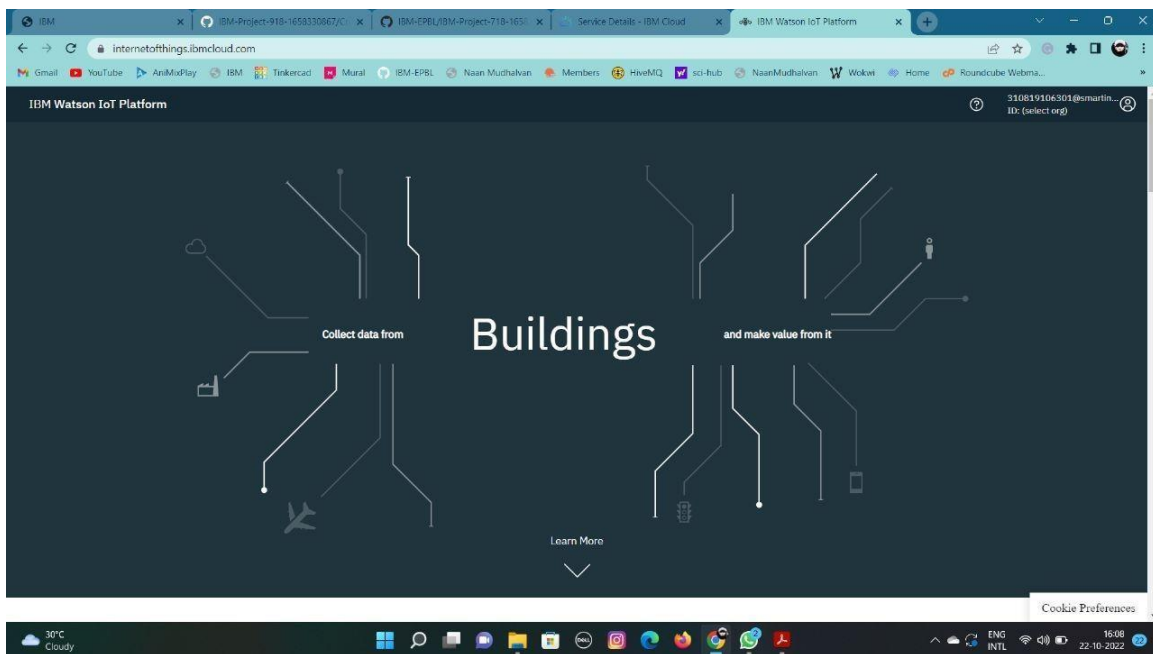 IBM
IBM-Project-918-1658330867/C
IBM-EPBL/IBM-Project-718-1658
Service Details - IBM Cloud
IBM Watson IoT Platform
internetofthings.ibmcloud.com
Gmail
YouTube
AniMixPlay
IBM
Tinkercad
Mural
IBM-EPBL
Naan Mudhalvan
Members
HiveMQ
sci-hub
NaanMudhalvan
Wokwi
Home
Roundcube Webma...
»
IBM Watson IoT Platform
310819106301@smartin...
ID: (select org)
Collect data from
Buildings
and make value from it
Learn More
Cookie Preferences
30°C
Cloudy
DELL
ENG
INTL
16:08
22-10-2022
22